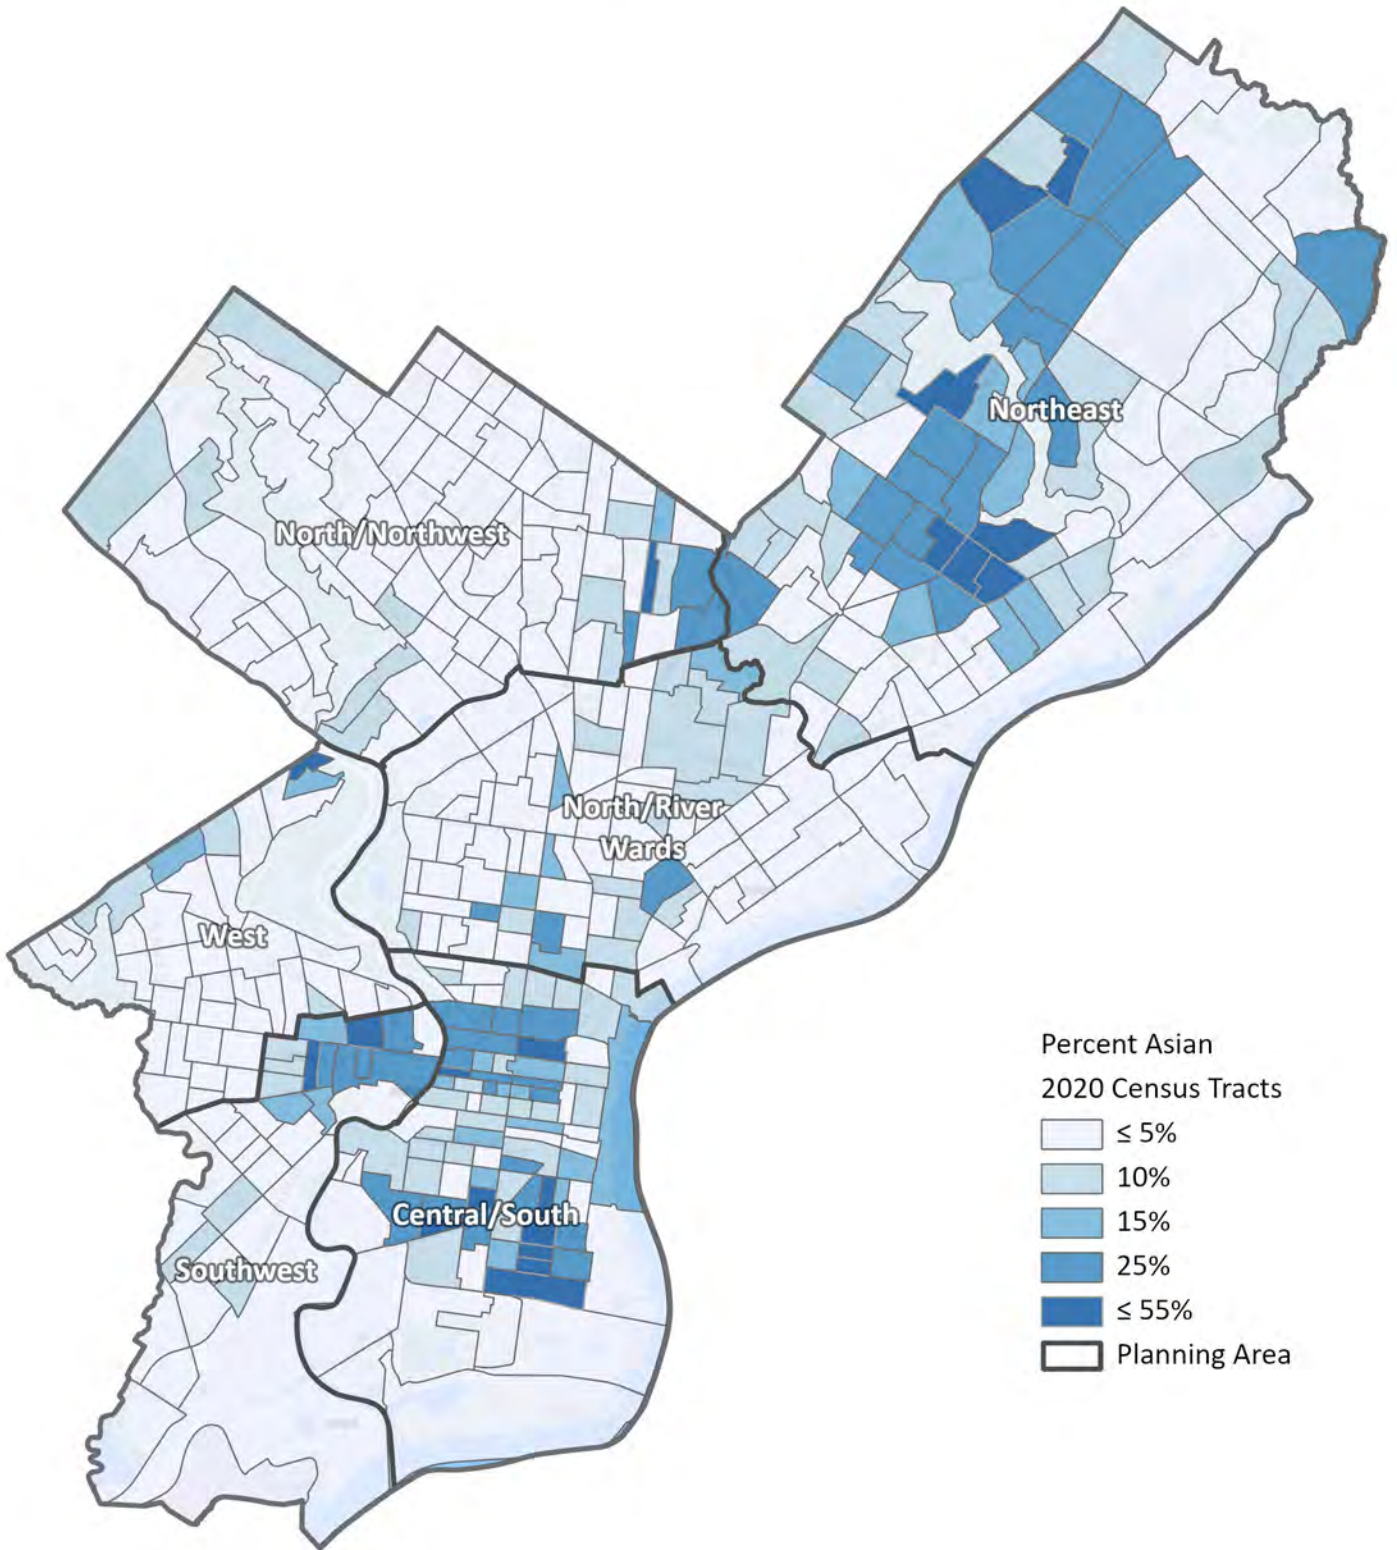 Northeast
North/Northwest
North/River
Wards
West
Central/South
Southwest
Percent Asian
2020 Census Tracts
≤ 5%
10%
15%
25%
≤ 55%
Planning Area